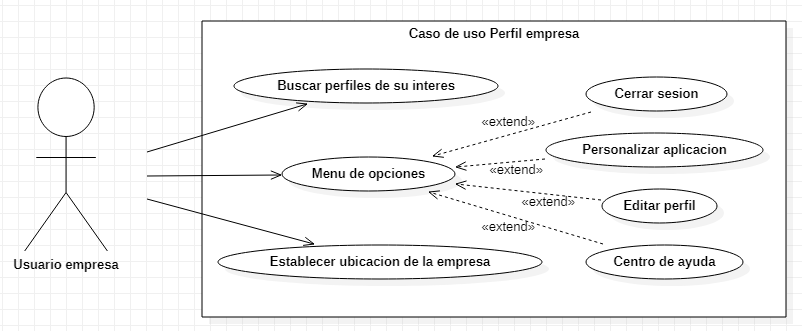 Caso de uso Perfil empresa
Buscar perfiles de su interes
Cerrar sesion
«extend»
Personalizar aplicacion
«extend»
Menu de opciones
Editar perfil
«extend»
«extend»
Usuario empresa
Establecer ubicacion de la empresa
Centro de ayuda